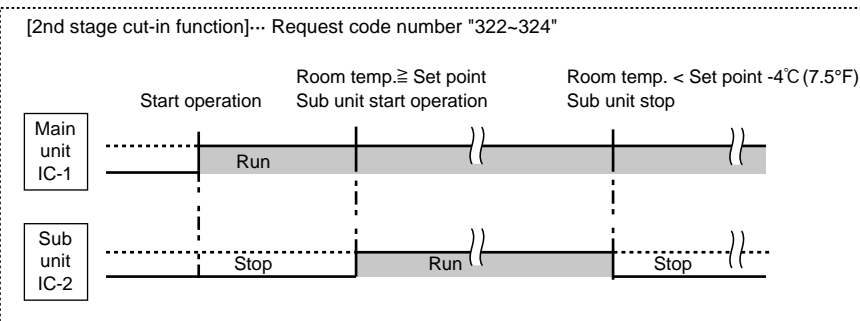 [2nd stage cut-in function]··· Request code number "322~324"
Room temp.≧ Set point
Room temp. < Set point -4℃ (7.5°F)
Start operation
Sub unit start operation
Sub unit stop
Main
unit
IC-1
Run
Sub
unit
IC-2
Stop
Run
Stop